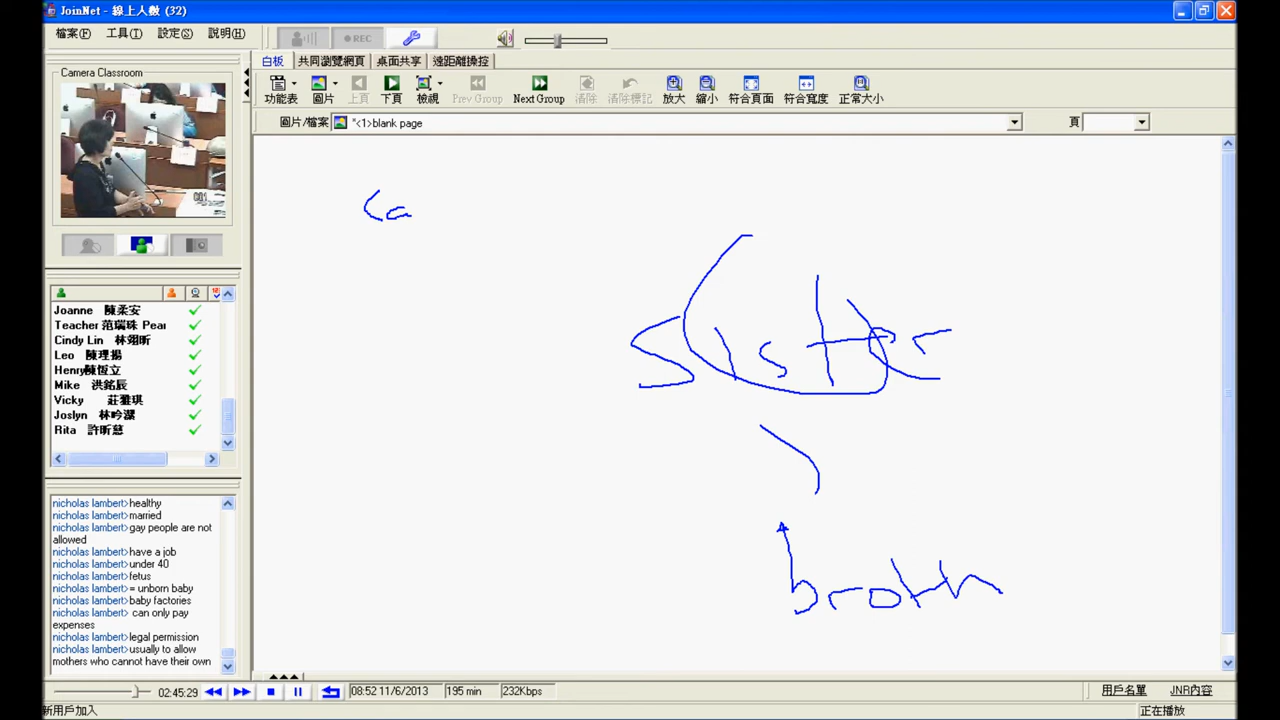 JoinNet - 線上人數 (32)
檔案(F) 工具(T) 設定(S) 說明(H) REC
Camera Classroom
白板 共同瀏覽網頁 桌面共享 遠距離操控
功能表 圖片 上頁 下頁 檢視 Prev Group Next Group 清除 清除標記 放大 縮小 符合頁面 符合寬度 正常大小
圖片/檔案 *<1>blank page 頁
Ca
sister
broth
Joanne 陳柔安
Teacher 范瑞珠 Pear
Cindy Lin 林翊昕
Leo 陳理揚
Henry陳恆立
Mike 洪銘辰
Vicky 莊雅琪
Joslyn 林吟潔
Rita 許昕慈
nicholas lambert> healthy
nicholas lambert> married
nicholas lambert> gay people are not
allowed
nicholas lambert> have a job
nicholas lambert> under 40
nicholas lambert> fetus
nicholas lambert> = unborn baby
nicholas lambert> baby factories
nicholas lambert> can only pay
expenses
nicholas lambert> legal permission
nicholas lambert> usually to allow
mothers who cannot have their own
02:45:29 08:52 11/6/2013 195 min 232Kbps 用戶名單 JNR內容
新用戶加入 正在播放